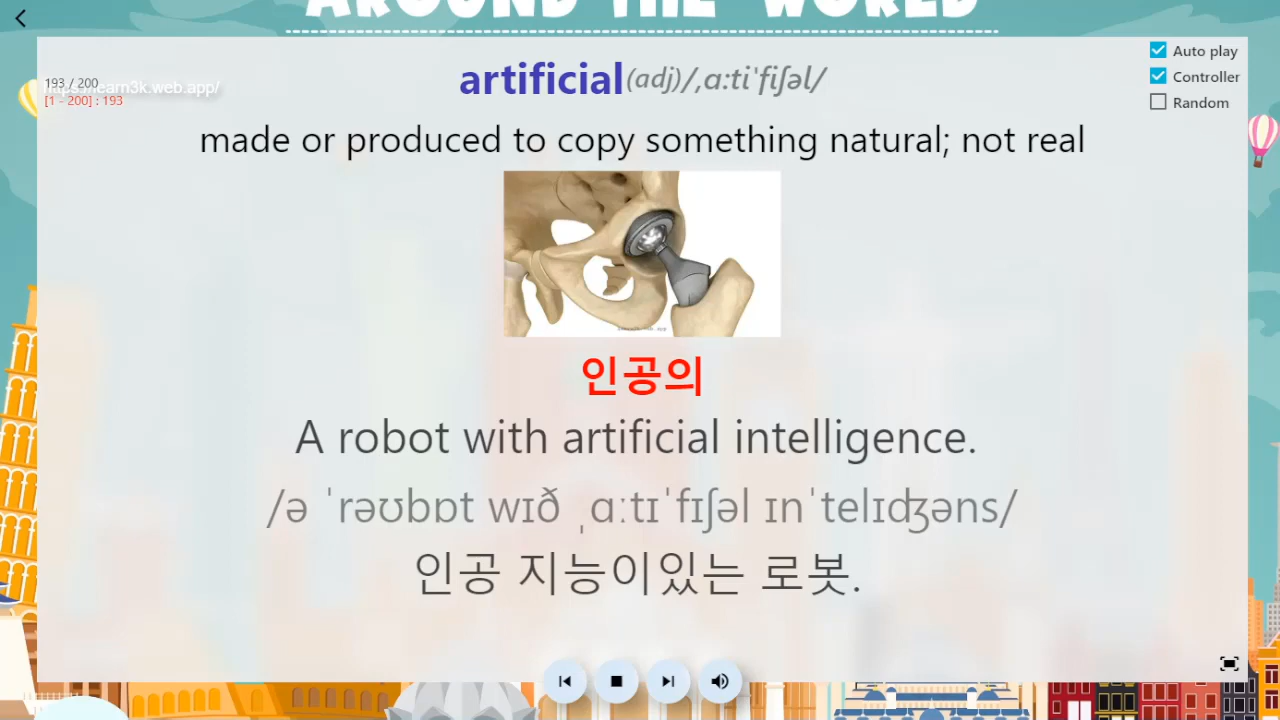 AROUND THE WORLD
193 / 200
https://learn3k.web.app/
[1 - 200] : 193
Auto play
Controller
Random
artificial(adj)/ˌɑːtiˈfiʃəl/
made or produced to copy something natural; not real
인공의
A robot with artificial intelligence.
/ə ˈrəʊbɒt wɪð ˌɑːtɪˈfɪʃəl ɪnˈtelɪʤəns/
인공 지능이있는 로봇.